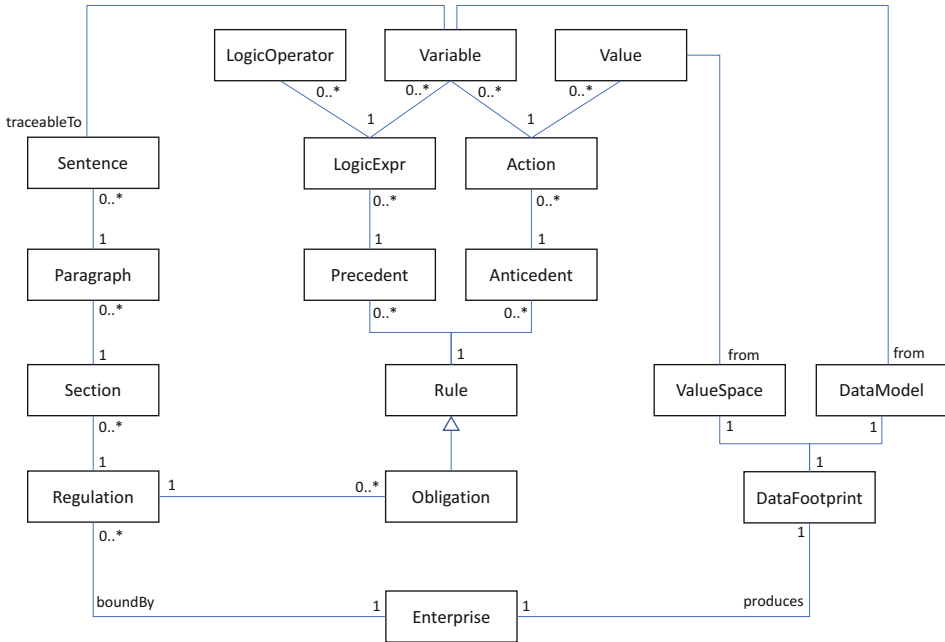 LogicOperator
Variable
Value
0..*
0..*
0..*
0..*
traceableTo
1
1
Sentence
LogicExpr
Action
0..*
0..*
0..*
1
1
1
Paragraph
Precedent
Anticedent
0..*
0..*
0..*
1
1
from
from
Section
Rule
ValueSpace
DataModel
0..*
1
1
1
1
Regulation
1
0..*
Obligation
DataFootprint
0..*
1
boundBy
1
Enterprise
1
produces